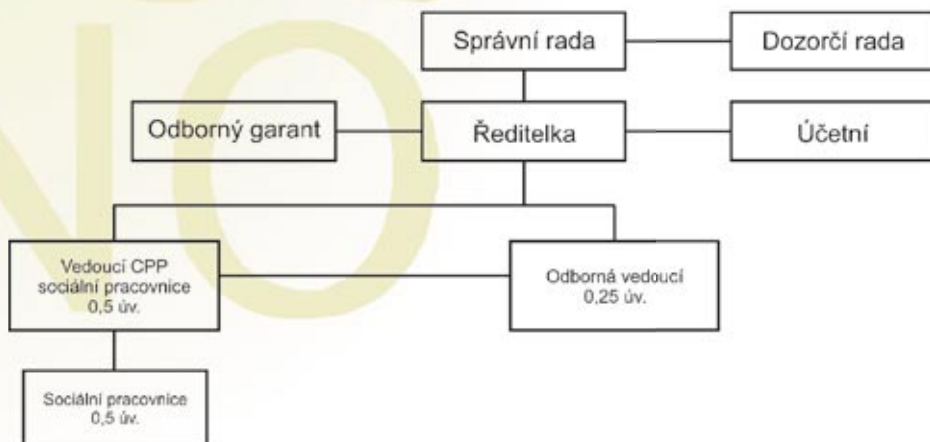 NO
Správní rada
Dozorčí rada
Odborný garant
Ředitelka
Účetní
Vedoucí CPP
sociální pracovnice
0,5 úv.
Odborná vedoucí
0,25 úv.
Sociální pracovnice
0,5 úv.